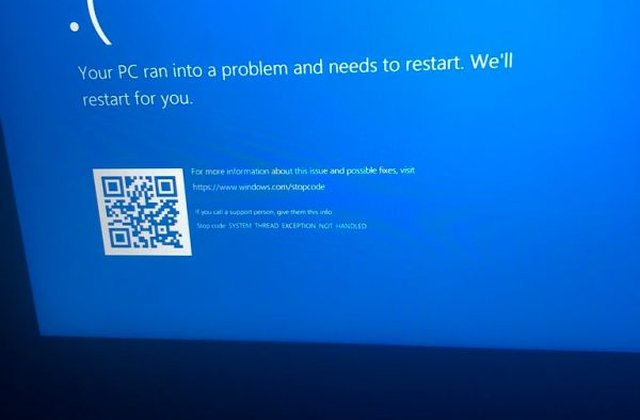 :(
Your PC ran into a problem and needs to restart. We'll
restart for you.
For more information about this issue and possible fixes, visit
https://www.windows.com/stopcode
If you call a support person, give them this info
Stop code: SYSTEM THREAD EXCEPTION NOT HANDLED